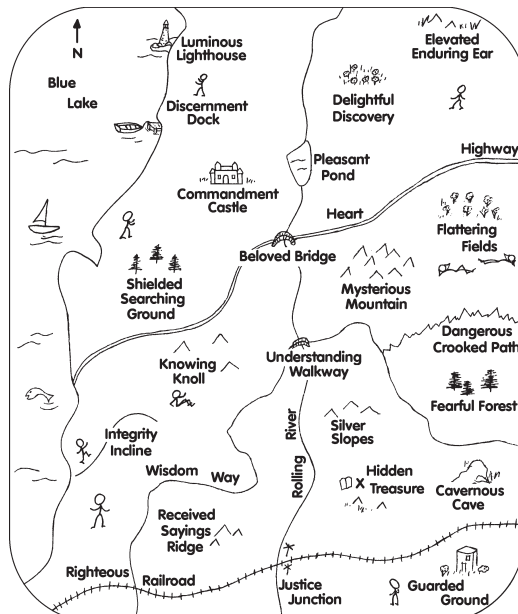 N
Luminous
Lighthouse
Elevated
Enduring Ear
Blue
Lake
Discernment
Dock
Delightful
Discovery
Highway
Pleasant
Pond
Commandment
Castle
Heart
Flattering
Fields
Beloved Bridge
Shielded
Searching
Ground
Mysterious
Mountain
Dangerous
Crooked Path
Knowing
Knoll
Understanding
Walkway
Fearful Forest
Integrity
Incline
River
Rolling
Silver
Slopes
Wisdom Way
X Hidden
Treasure
Cavernous
Cave
Received
Sayings
Ridge
Righteous Railroad
Justice
Junction
Guarded
Ground